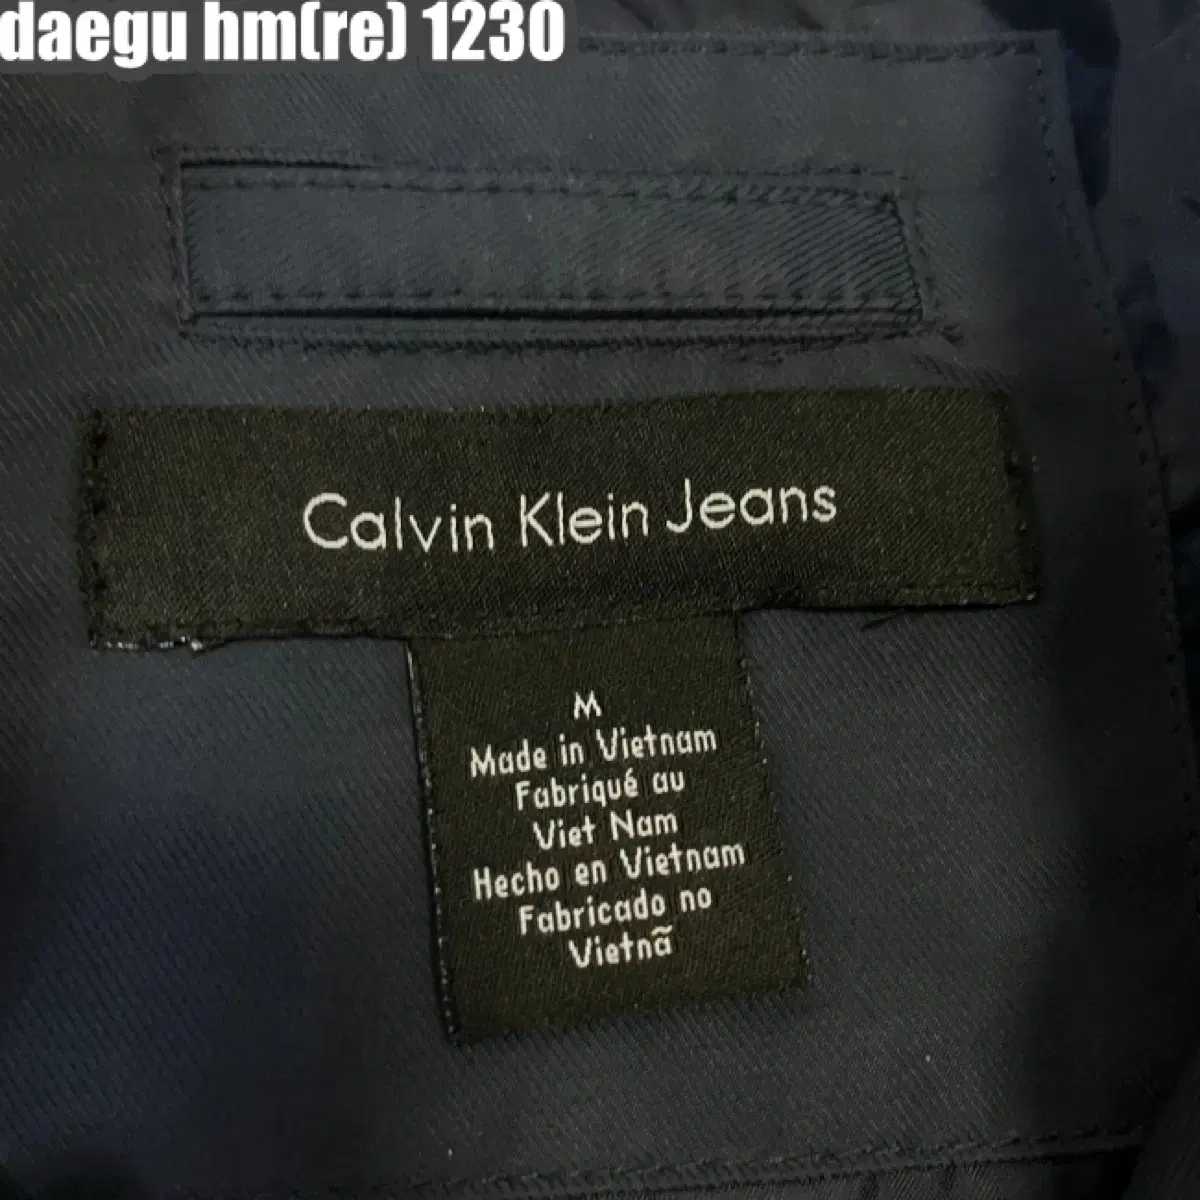 daegu hm(re) 1230
Calvin Klein Jeans
M
Made in Vietnam
Fabriqué au
Viet Nam
Hecho en Vietnam
Fabricado no
Vietnã